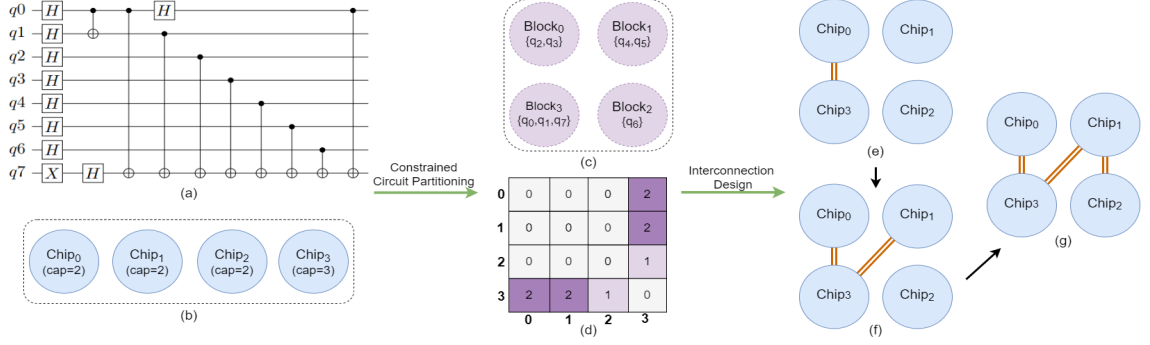 q0 H H
q1 H
q2 H
q3 H
q4 H
q5 H
q6 H
q7 X H
(a)
Chip0
(cap=2)
Chip1
(cap=2)
Chip2
(cap=2)
Chip3
(cap=3)
(b)
Constrained
Circuit Partitioning
Block0
{q2,q3}
Block1
{q4,q5}
Block3
{q0,q1,q7}
Block2
{q6}
(c)
0 0 0 0 2
1 0 0 0 2
2 0 0 0 1
3 2 2 1 0
0 1 2 3
(d)
Interconnection
Design
Chip0
Chip1
Chip3
Chip2
(e)
Chip0
Chip1
Chip3
Chip2
(f)
Chip0
Chip1
Chip3
Chip2
(g)